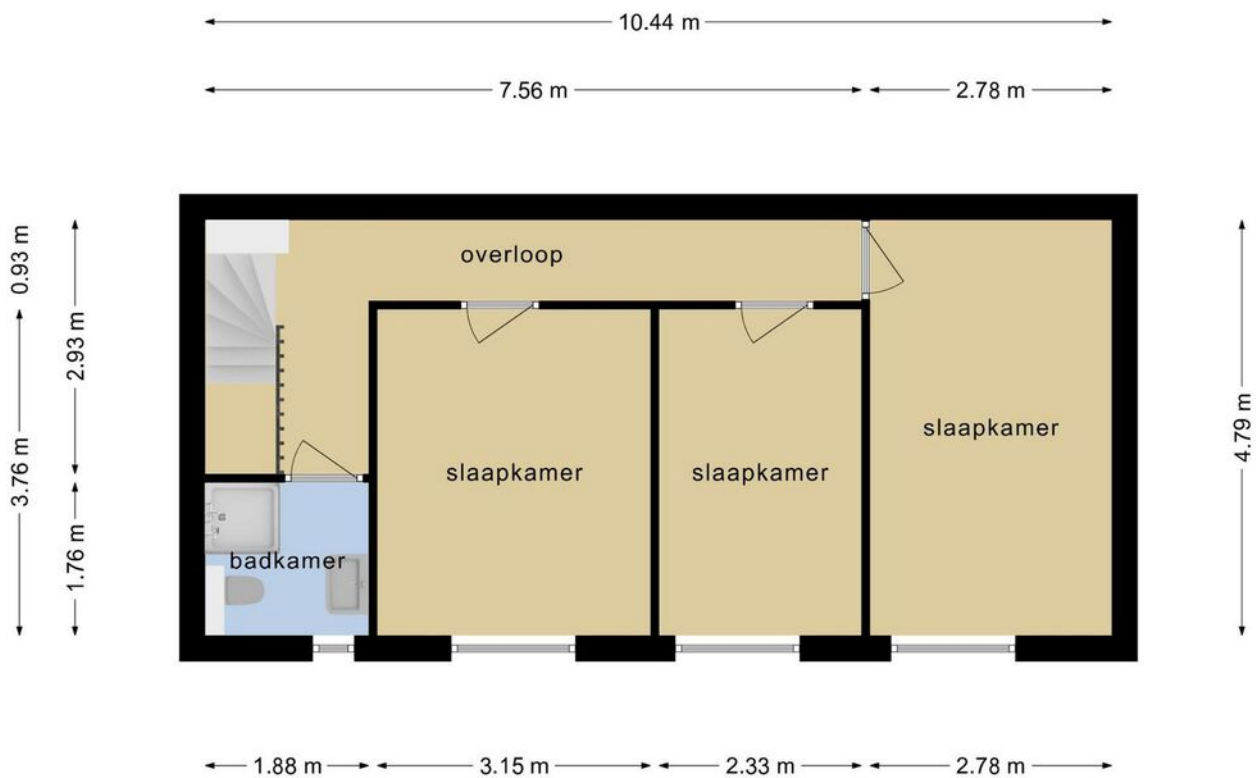 10.44 m
7.56 m
2.78 m
0.93 m
3.76 m
2.93 m
1.76 m
overloop
slaapkamer
slaapkamer
slaapkamer
badkamer
4.79 m
1.88 m
3.15 m
2.33 m
2.78 m